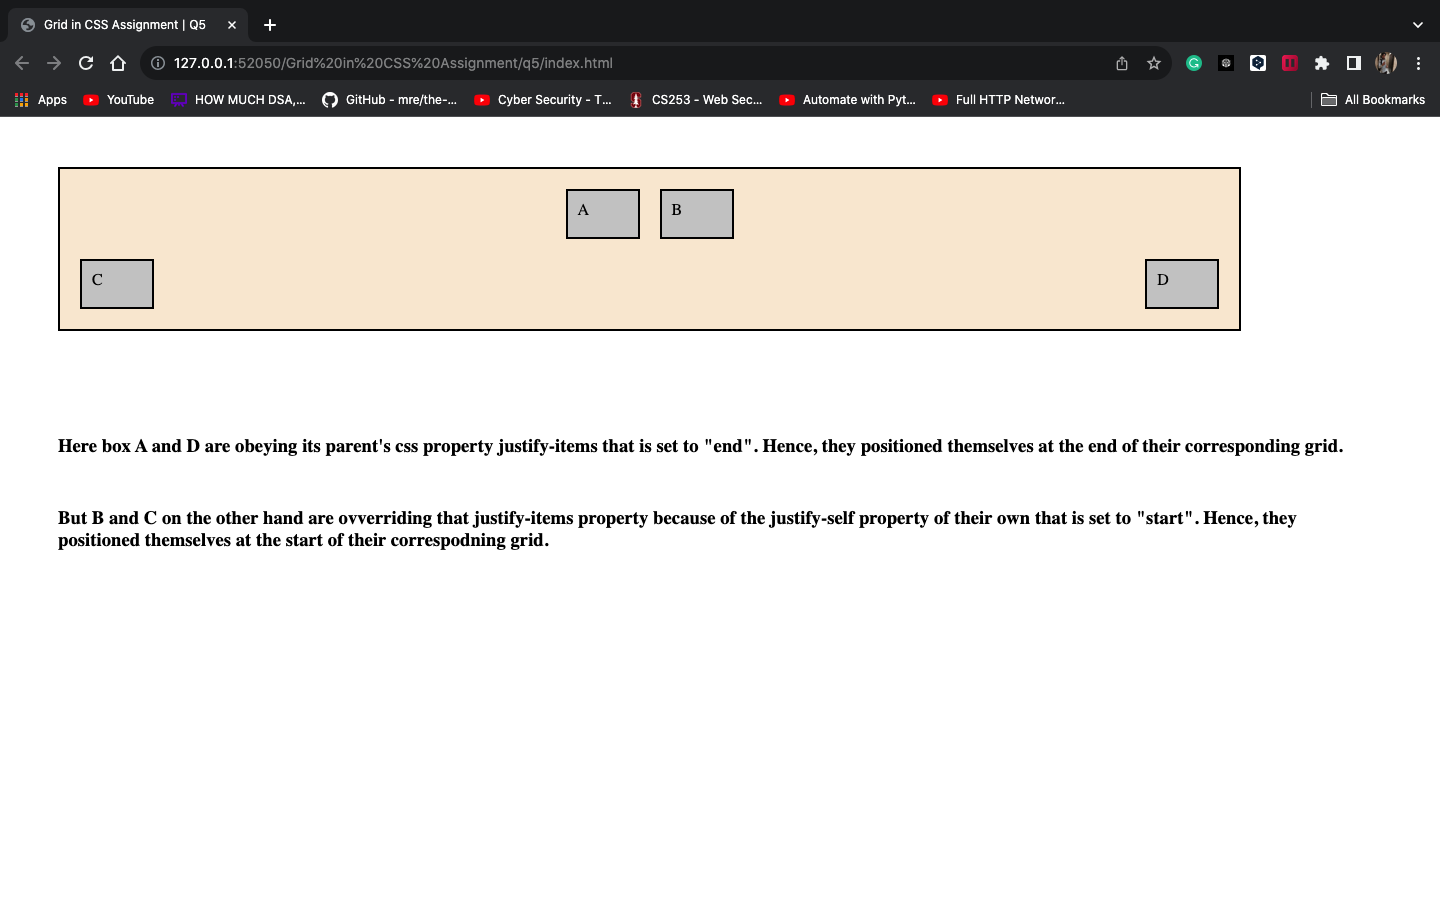 Grid in CSS Assignment | Q5
127.0.0.1:52050/Grid%20in%20CSS%20Assignment/q5/index.html
Apps YouTube HOW MUCH DSA,... GitHub - mre/the-... Cyber Security - T... CS253 - Web Sec... Automate with Pyt... Full HTTP Networ... All Bookmarks
A B
C D
Here box A and D are obeying its parent's css property justify-items that is set to "end". Hence, they positioned themselves at the end of their corresponding grid.
But B and C on the other hand are ovverriding that justify-items property because of the justify-self property of their own that is set to "start". Hence, they
positioned themselves at the start of their correspodning grid.